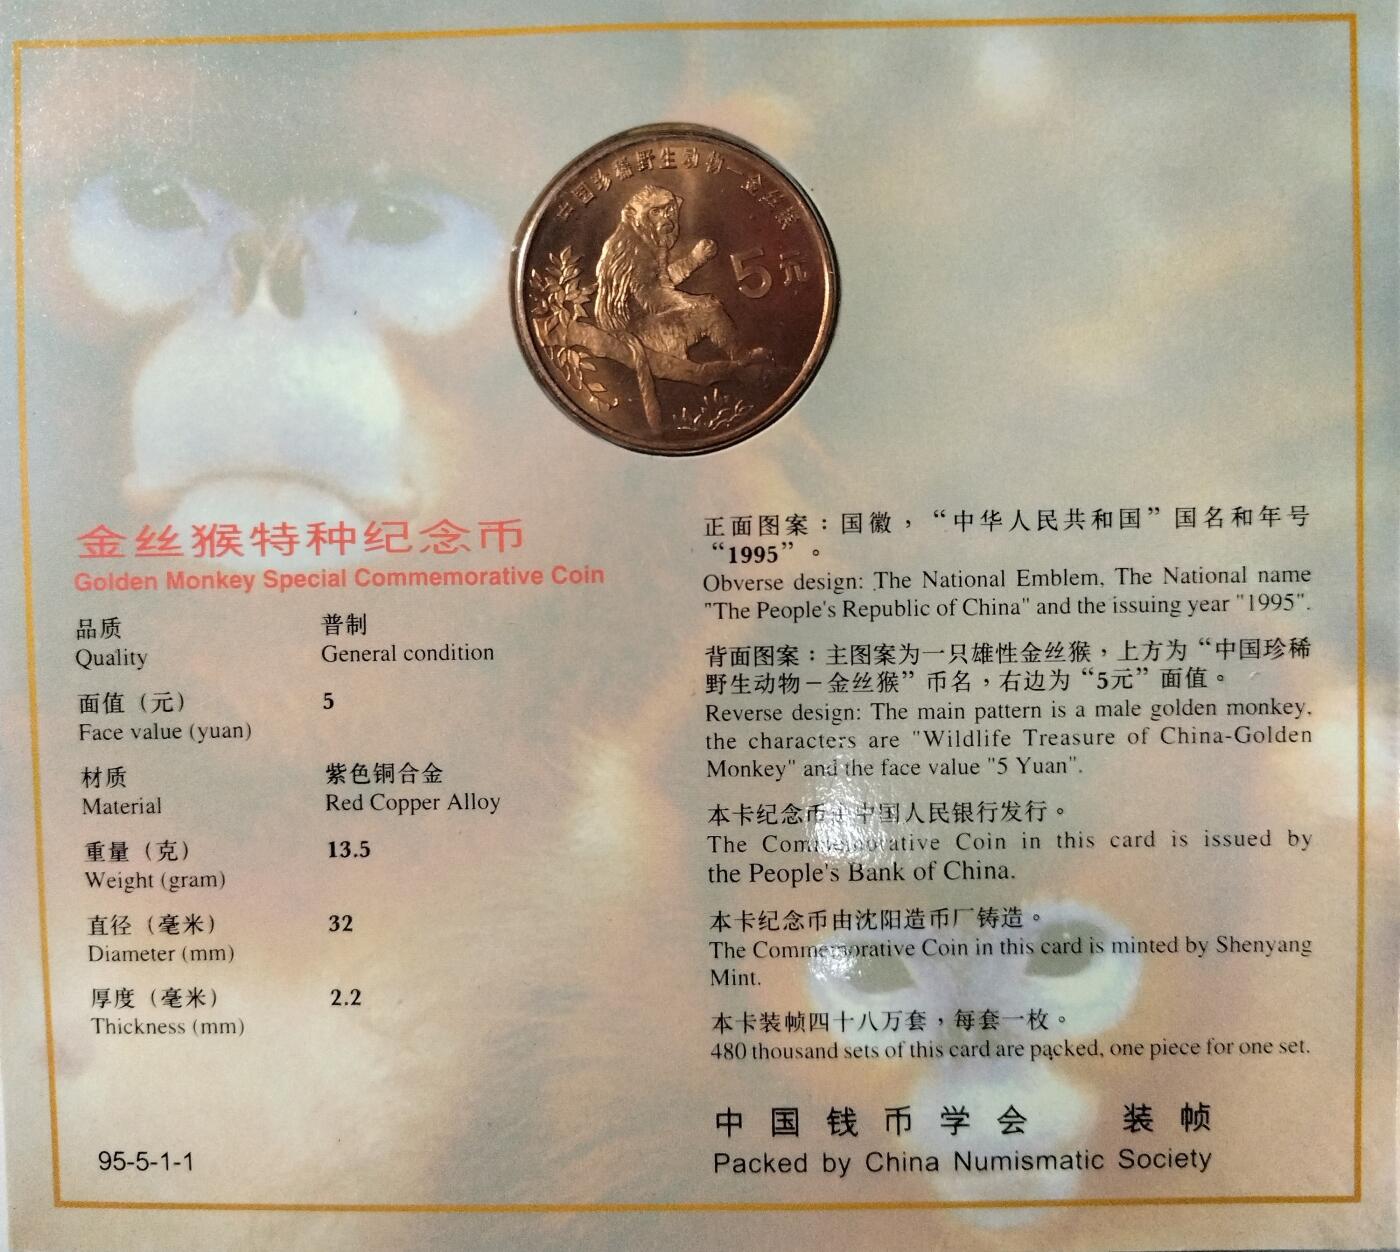 中国珍稀野生动物—金丝猴
5元
金丝猴特种纪念币
Golden Monkey Special Commemorative Coin
品质 普制
Quality General condition
面值（元） 5
Face value (yuan)
材质 紫色铜合金
Material Red Copper Alloy
重量（克） 13.5
Weight (gram)
直径（毫米） 32
Diameter (mm)
厚度（毫米） 2.2
Thickness (mm)
95-5-1-1
正面图案：国徽，“中华人民共和国”国名和年号
“1995”。
Obverse design: The National Emblem, The National name
"The People's Republic of China" and the issuing year "1995".
背面图案：主图案为一只雄性金丝猴，上方为“中国珍稀
野生动物－金丝猴”币名，右边为“5元”面值。
Reverse design: The main pattern is a male golden monkey,
the characters are "Wildlife Treasure of China-Golden
Monkey" and the face value "5 Yuan".
本卡纪念币由中国人民银行发行。
The Commemorative Coin in this card is issued by
the People's Bank of China.
本卡纪念币由沈阳造币厂铸造。
The Commemorative Coin in this card is minted by Shenyang
Mint.
本卡装帧四十八万套，每套一枚。
480 thousand sets of this card are packed, one piece for one set.
中国钱币学会 装帧
Packed by China Numismatic Society